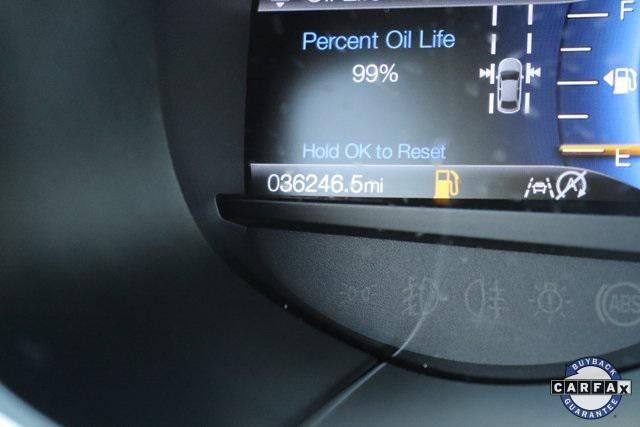 F
Percent Oil Life
99%
Hold OK to Reset
E
036246.5mi
ABS
BUYBACK
CARFAX
GUARANTEE